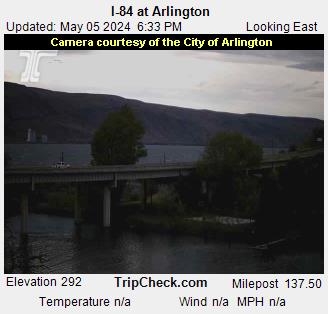 I-84 at Arlington
Updated: May 05 2024 6:33 PM Looking East
Camera courtesy of the City of Arlington
Elevation 292 TripCheck.com Milepost 137.50
Temperature n/a Wind n/a MPH n/a